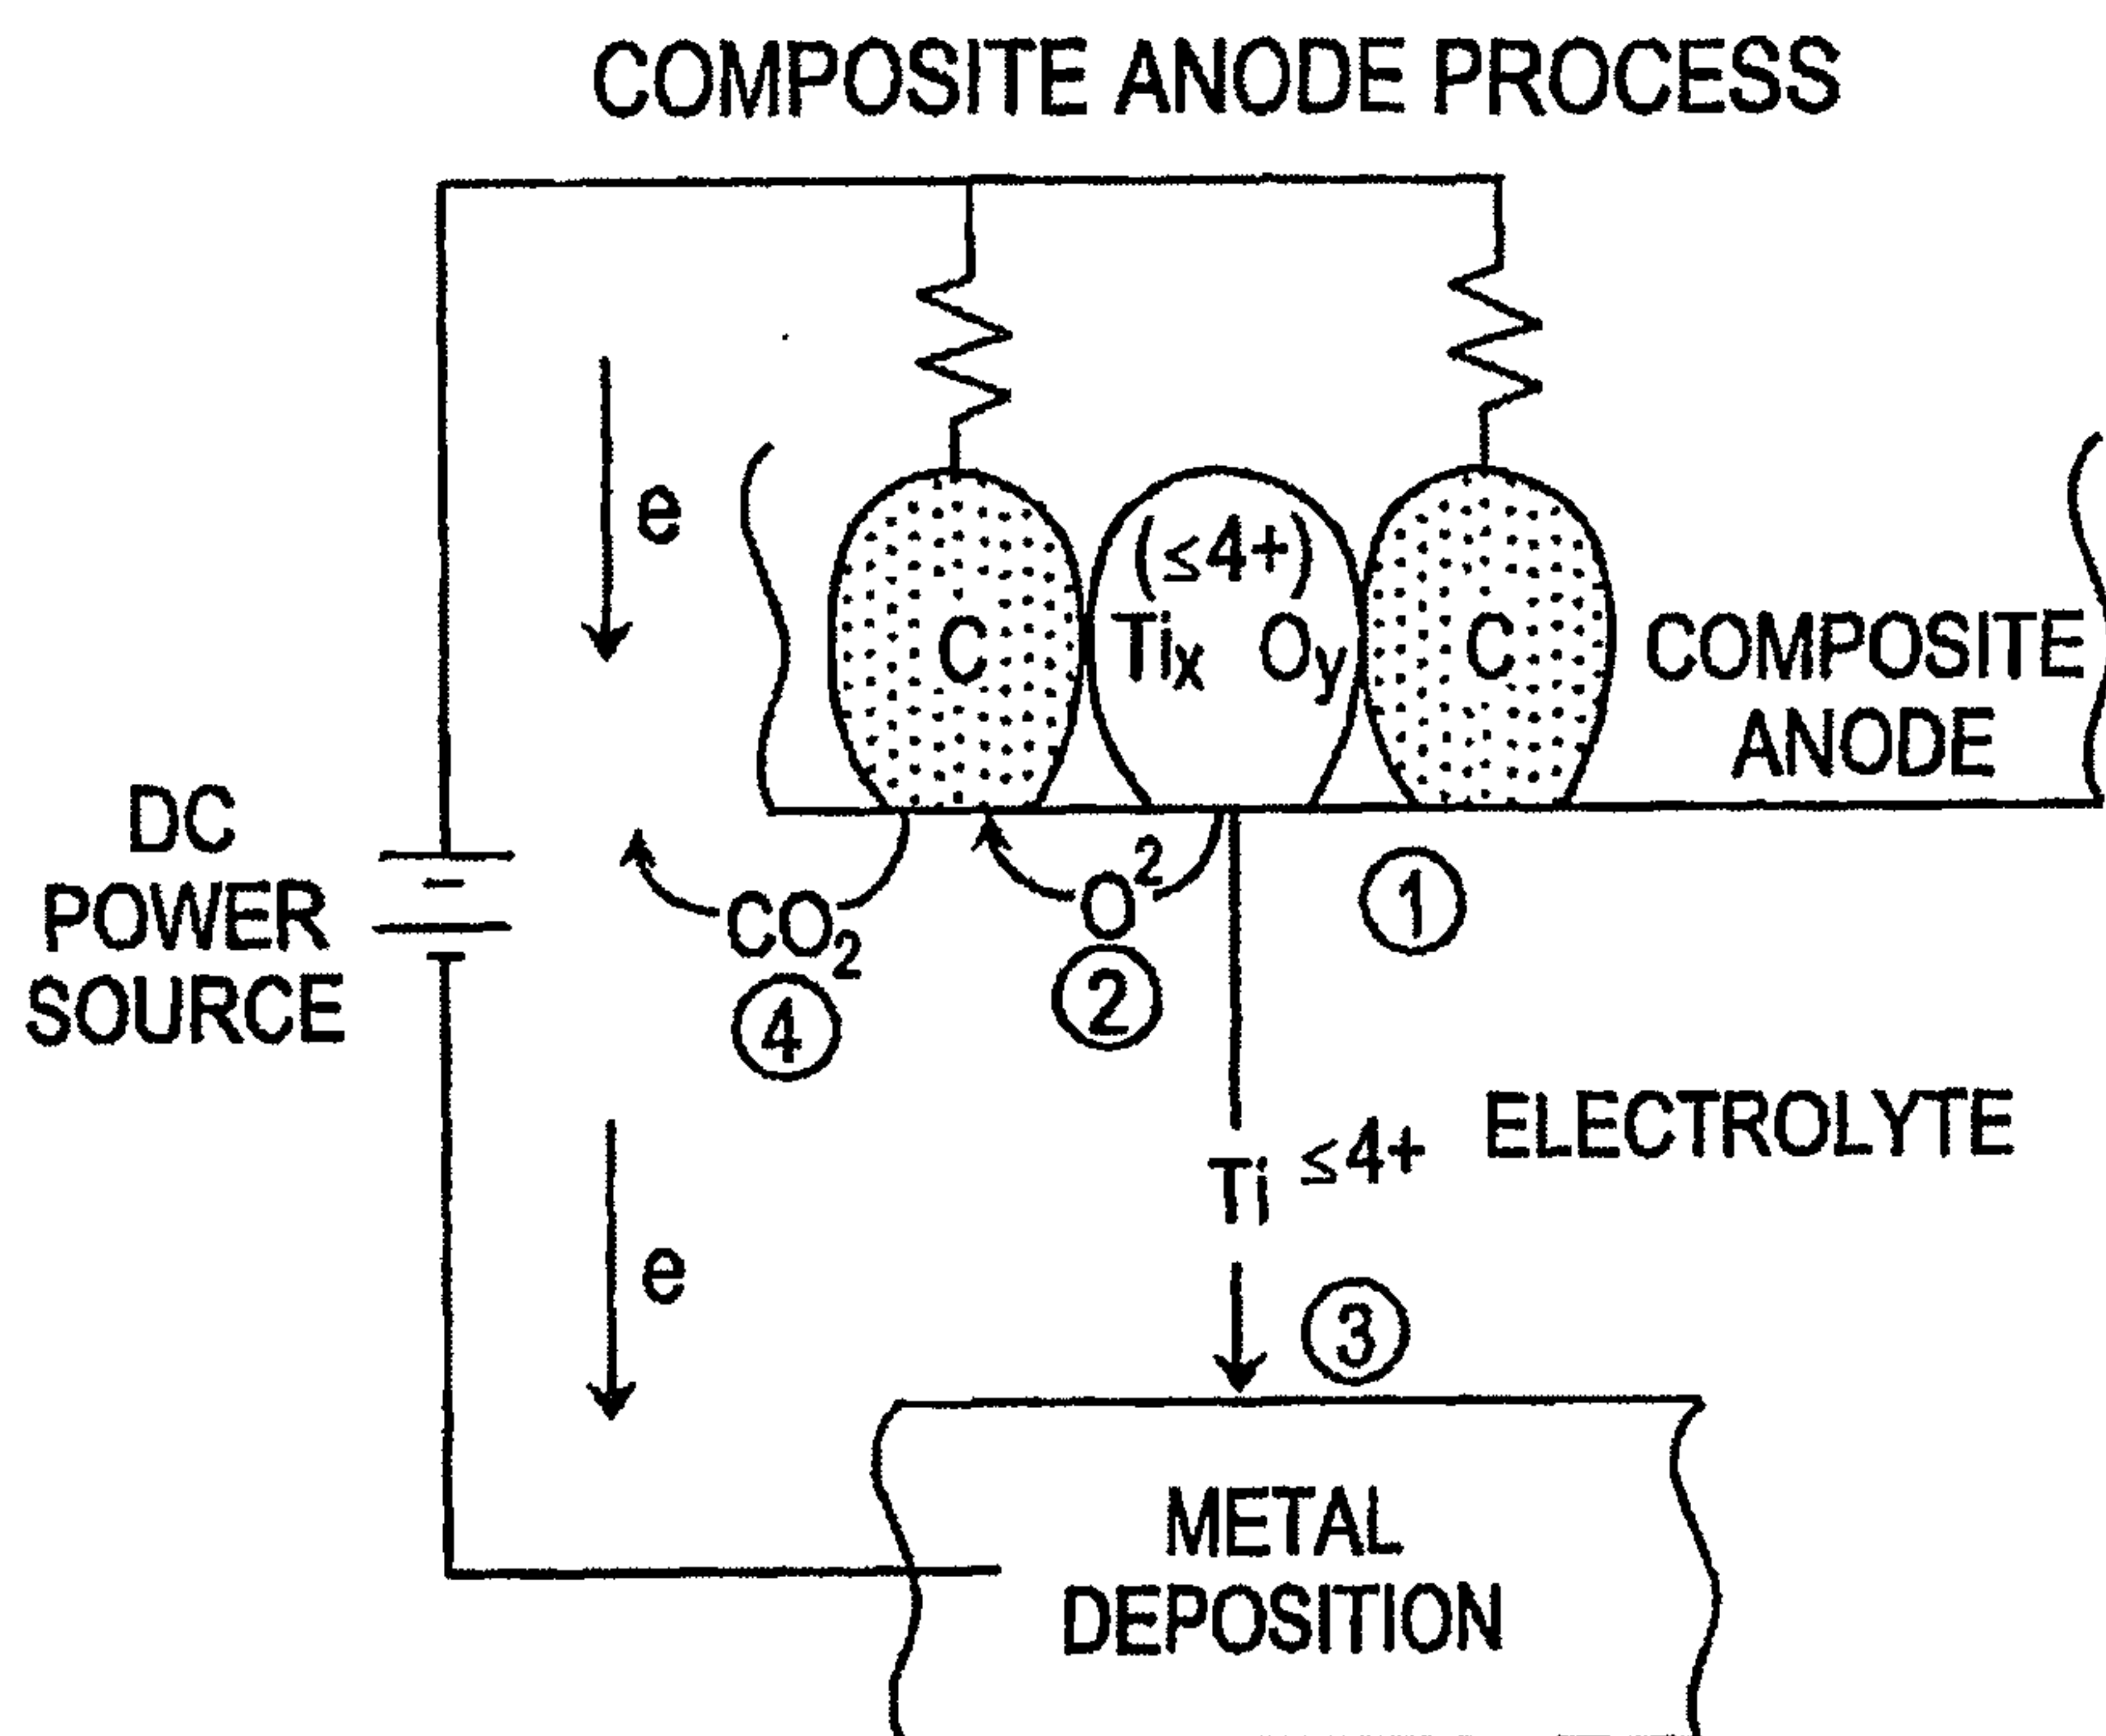 COMPOSITE ANODE PROCESS
e
(≤4+)
C
Tiₓ Oᵧ
C
COMPOSITE
ANODE
DC
POWER
SOURCE
CO₂
④
O²
②
①
ELECTROLYTE
Ti ≤4+
e
③
METAL
DEPOSITION